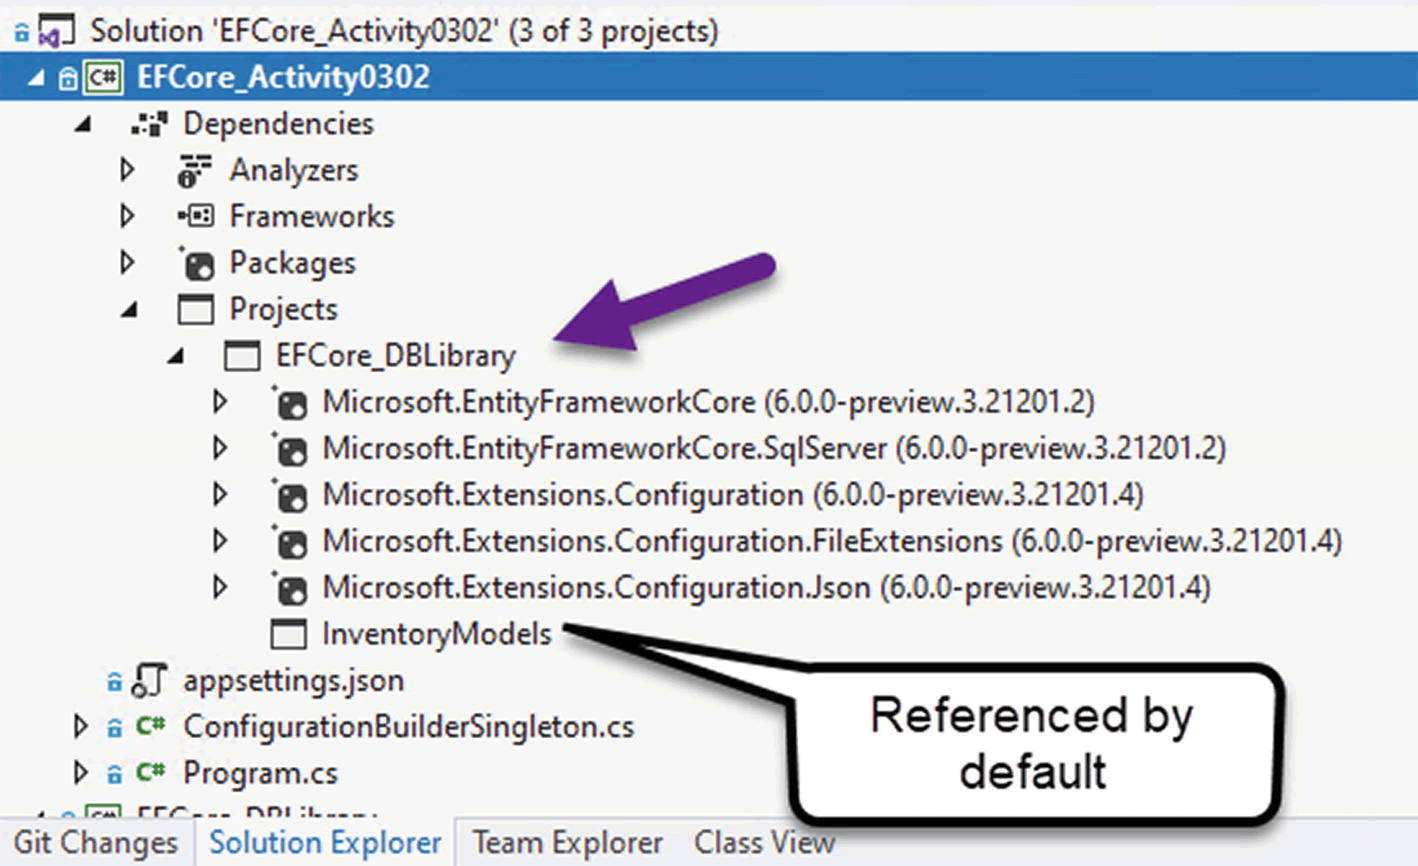 Solution 'EFCore_Activity0302' (3 of 3 projects)
C# EFCore_Activity0302
Dependencies
Analyzers
Frameworks
Packages
Projects
EFCore_DBLibrary
Microsoft.EntityFrameworkCore (6.0.0-preview.3.21201.2)
Microsoft.EntityFrameworkCore.SqlServer (6.0.0-preview.3.21201.2)
Microsoft.Extensions.Configuration (6.0.0-preview.3.21201.4)
Microsoft.Extensions.Configuration.FileExtensions (6.0.0-preview.3.21201.4)
Microsoft.Extensions.Configuration.Json (6.0.0-preview.3.21201.4)
InventoryModels
appsettings.json
Referenced by
default
C# ConfigurationBuilderSingleton.cs
C# Program.cs
C# EFCore_DBLibrary
Git Changes Solution Explorer Team Explorer Class View